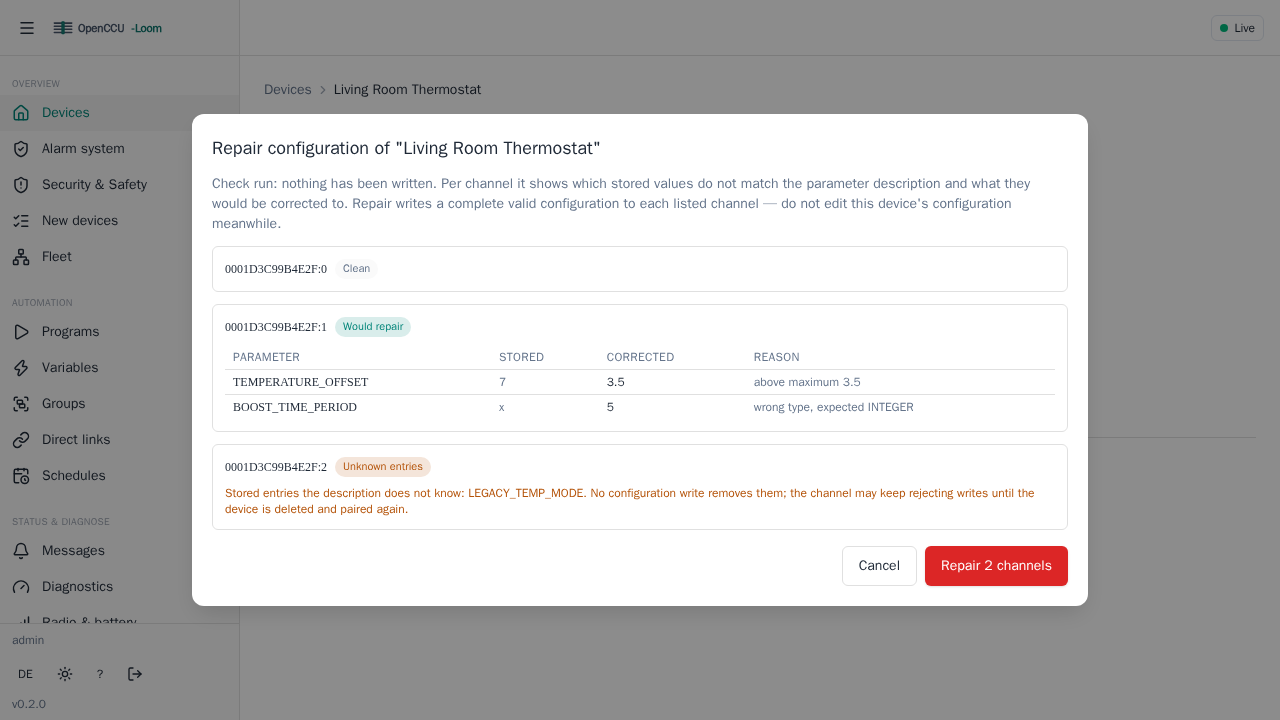 OpenCCU -Loom
Live
OVERVIEW
Devices
Alarm system
Security & Safety
New devices
Fleet
AUTOMATION
Programs
Variables
Groups
Direct links
Schedules
STATUS & DIAGNOSE
Messages
Diagnostics
Radio & battery
admin
DE
?
v0.2.0
Devices > Living Room Thermostat
Repair configuration of "Living Room Thermostat"
Check run: nothing has been written. Per channel it shows which stored values do not match the parameter description and what they
would be corrected to. Repair writes a complete valid configuration to each listed channel — do not edit this device's configuration
meanwhile.
0001D3C99B4E2F:0 Clean
0001D3C99B4E2F:1 Would repair
PARAMETER STORED CORRECTED REASON
TEMPERATURE_OFFSET 7 3.5 above maximum 3.5
BOOST_TIME_PERIOD x 5 wrong type, expected INTEGER
0001D3C99B4E2F:2 Unknown entries
Stored entries the description does not know: LEGACY_TEMP_MODE. No configuration write removes them; the channel may keep rejecting writes until the
device is deleted and paired again.
Cancel
Repair 2 channels